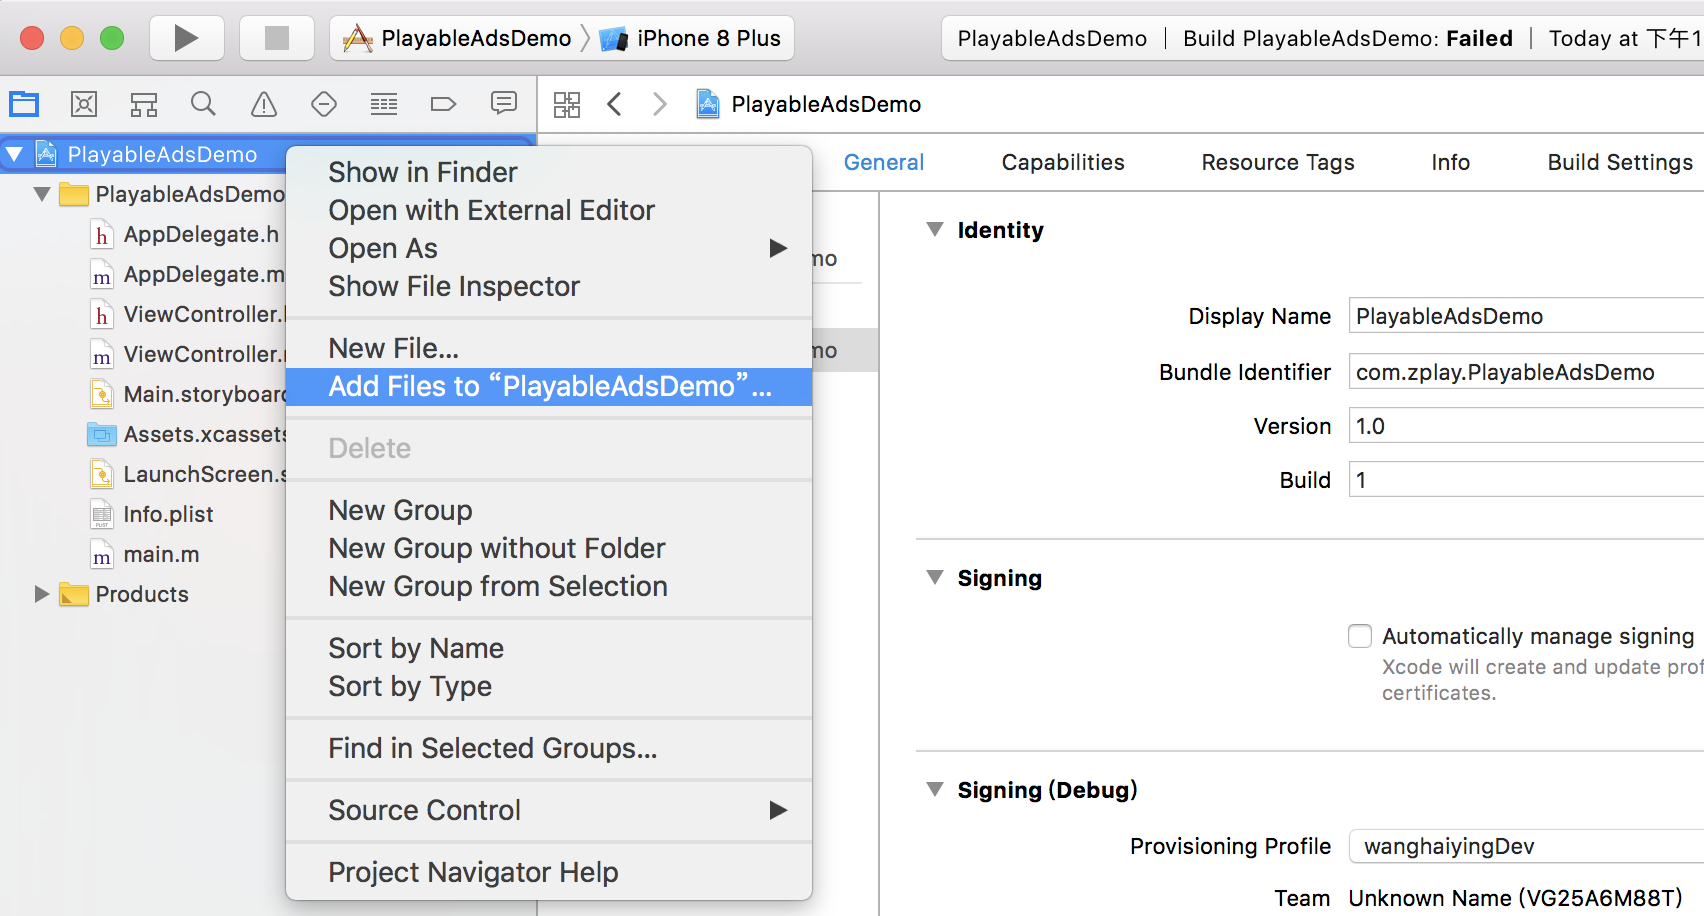 PlayableAdsDemo
iPhone 8 Plus
PlayableAdsDemo
Build PlayableAdsDemo: Failed
Today at 下午1
PlayableAdsDemo
PlayableAdsDemo
PlayableAdsDemo
h AppDelegate.h
m AppDelegate.m
h ViewController.
m ViewController.
Main.storyboard
Assets.xcassets
LaunchScreen.s
PLIST Info.plist
m main.m
Products
Show in Finder
Open with External Editor
Open As
Show File Inspector
New File...
Add Files to “PlayableAdsDemo”...
Delete
New Group
New Group without Folder
New Group from Selection
Sort by Name
Sort by Type
Find in Selected Groups...
Source Control
Project Navigator Help
mo
mo
General
Capabilities
Resource Tags
Info
Build Settings
Identity
Display Name PlayableAdsDemo
Bundle Identifier com.zplay.PlayableAdsDemo
Version 1.0
Build 1
Signing
Automatically manage signing
Xcode will create and update prof
certificates.
Signing (Debug)
Provisioning Profile wanghaiyingDev
Team Unknown Name (VG25A6M88T)